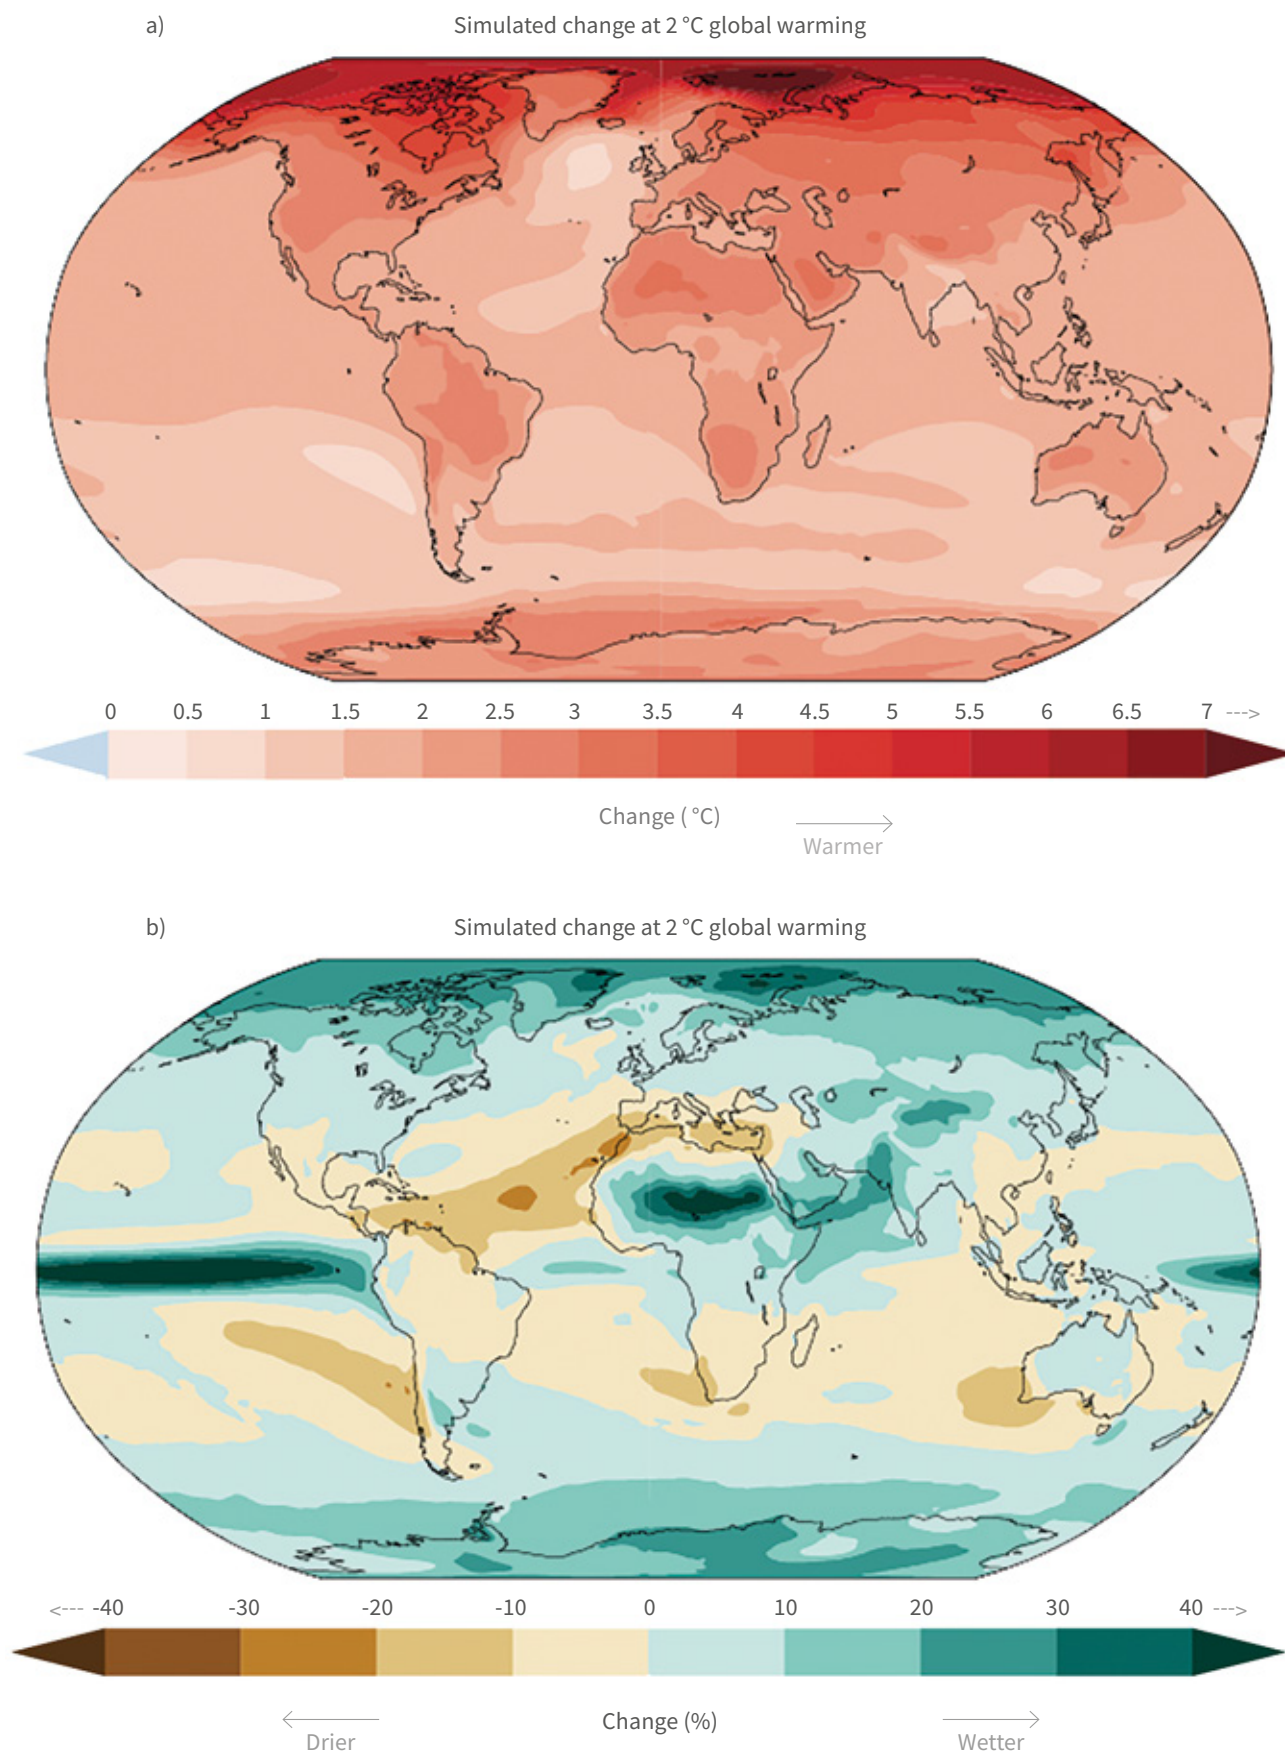 a)
Simulated change at 2 °C global warming
0 0.5 1 1.5 2 2.5 3 3.5 4 4.5 5 5.5 6 6.5 7 --->
Change ( °C)
Warmer
b)
Simulated change at 2 °C global warming
<--- -40 -30 -20 -10 0 10 20 30 40 --->
Change (%)
Drier
Wetter